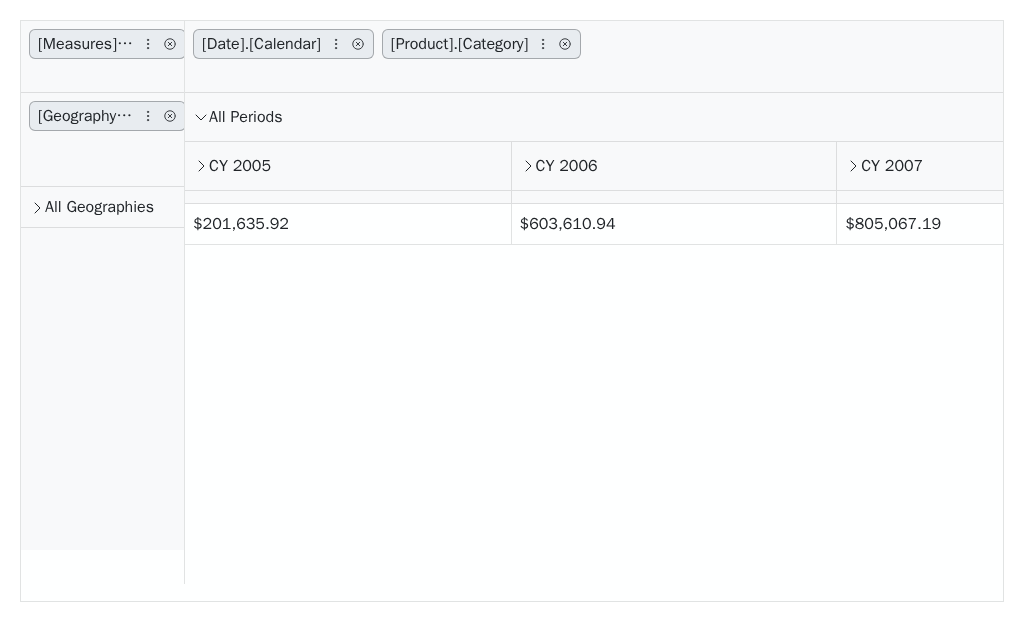 [Measures]··· [Date].[Calendar] [Product].[Category]
[Geography··· All Periods
CY 2005 CY 2006 CY 2007
All Geographies
$201,635.92 $603,610.94 $805,067.19